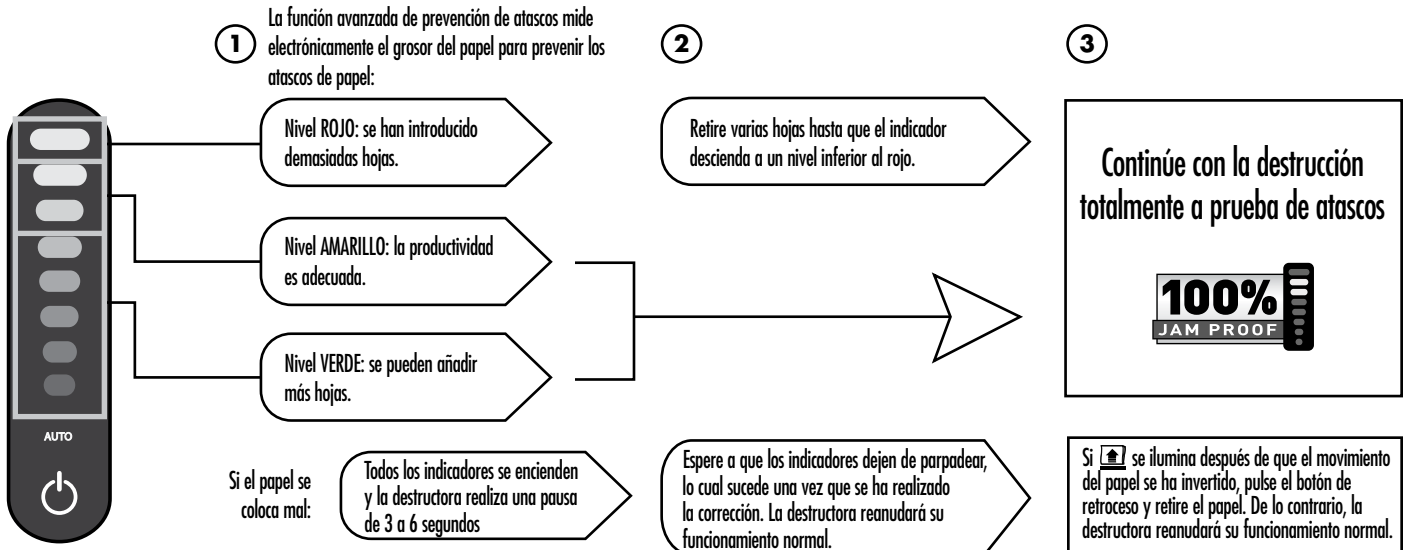 1
La función avanzada de prevención de atascos mide
electrónicamente el grosor del papel para prevenir los
atascos de papel:
2
3
Nivel ROJO: se han introducido
demasiadas hojas.
Retire varias hojas hasta que el indicador
descienda a un nivel inferior al rojo.
Continúe con la destrucción
totalmente a prueba de atascos
100%
JAM PROOF
Nivel AMARILLO: la productividad
es adecuada.
Nivel VERDE: se pueden añadir
más hojas.
AUTO
Si el papel se
coloca mal:
Todos los indicadores se encienden
y la destructora realiza una pausa
de 3 a 6 segundos
Espere a que los indicadores dejen de parpadear,
lo cual sucede una vez que se ha realizado
la corrección. La destructora reanudará su
funcionamiento normal.
Si se ilumina después de que el movimiento
del papel se ha invertido, pulse el botón de
retroceso y retire el papel. De lo contrario, la
destructora reanudará su funcionamiento normal.